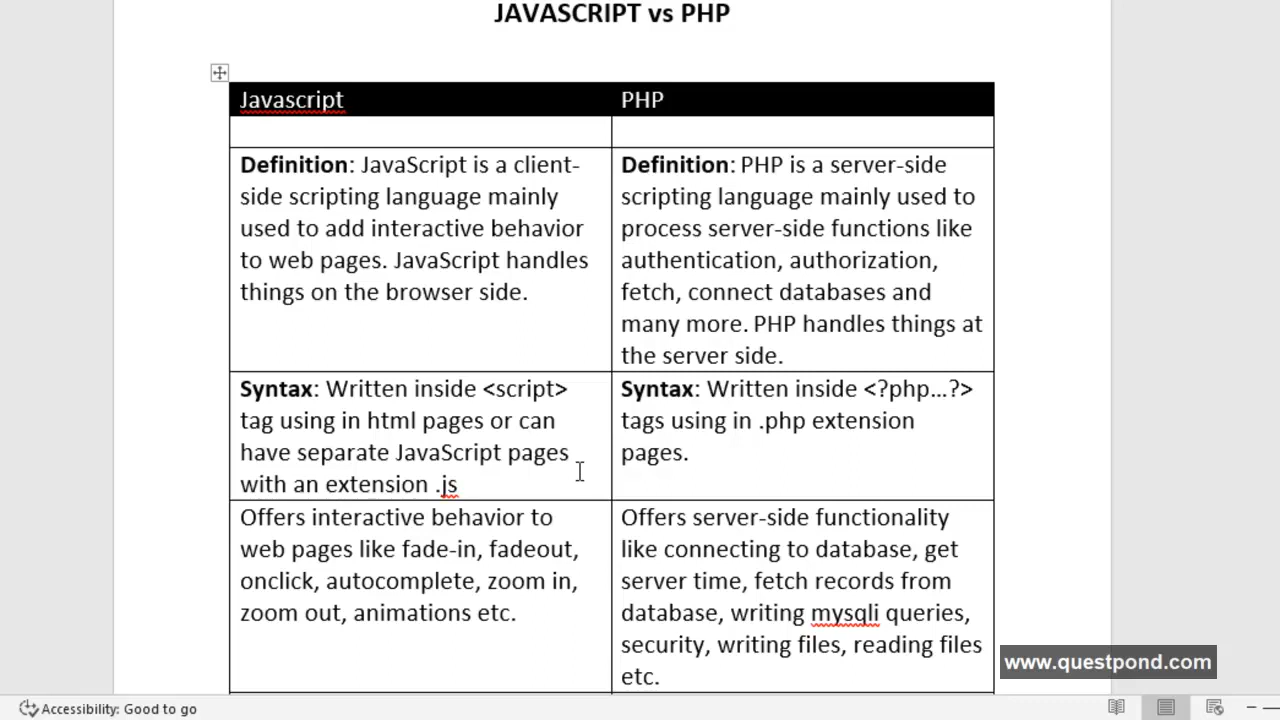 JAVASCRIPT vs PHP
Javascript
PHP
Definition: JavaScript is a client-
side scripting language mainly
used to add interactive behavior
to web pages. JavaScript handles
things on the browser side.
Definition: PHP is a server-side
scripting language mainly used to
process server-side functions like
authentication, authorization,
fetch, connect databases and
many more. PHP handles things at
the server side.
Syntax: Written inside <script>
tag using in html pages or can
have separate JavaScript pages
with an extension .js
Syntax: Written inside <?php...?>
tags using in .php extension
pages.
Offers interactive behavior to
web pages like fade-in, fadeout,
onclick, autocomplete, zoom in,
zoom out, animations etc.
Offers server-side functionality
like connecting to database, get
server time, fetch records from
database, writing mysqli queries,
security, writing files, reading files
etc.
www.questpond.com
Accessibility: Good to go